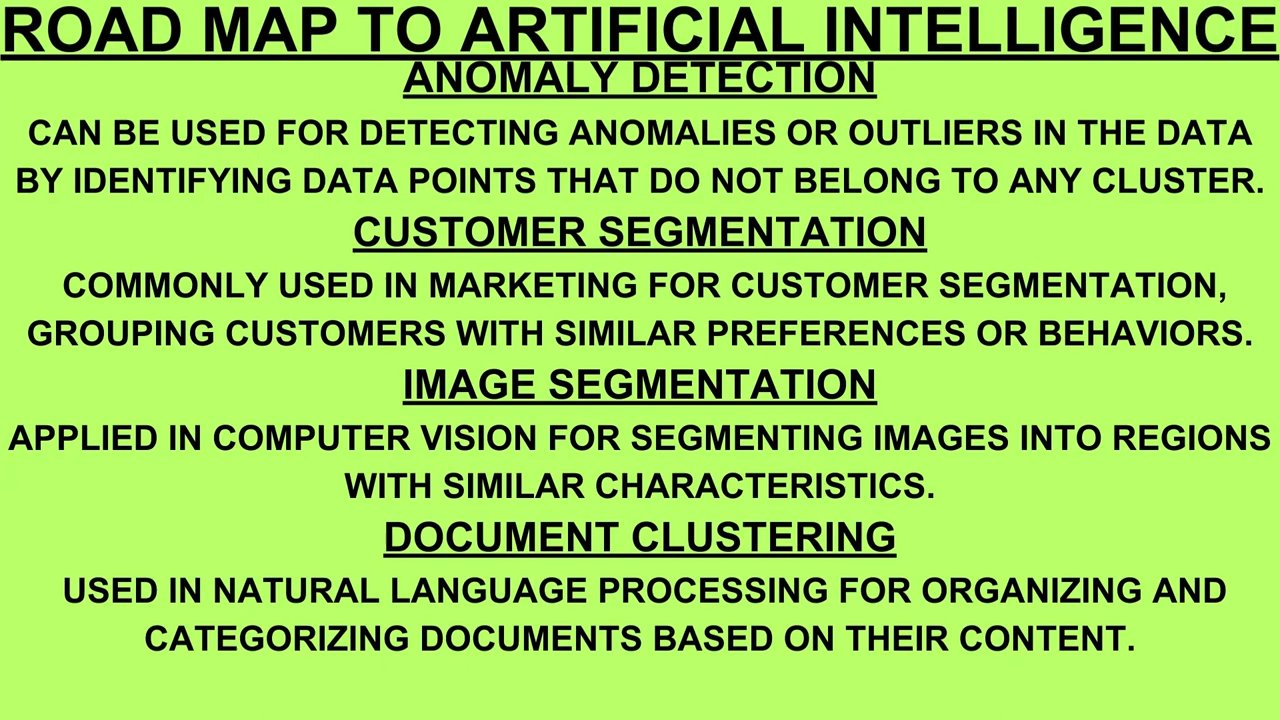 ROAD MAP TO ARTIFICIAL INTELLIGENCE
ANOMALY DETECTION
CAN BE USED FOR DETECTING ANOMALIES OR OUTLIERS IN THE DATA
BY IDENTIFYING DATA POINTS THAT DO NOT BELONG TO ANY CLUSTER.
CUSTOMER SEGMENTATION
COMMONLY USED IN MARKETING FOR CUSTOMER SEGMENTATION,
GROUPING CUSTOMERS WITH SIMILAR PREFERENCES OR BEHAVIORS.
IMAGE SEGMENTATION
APPLIED IN COMPUTER VISION FOR SEGMENTING IMAGES INTO REGIONS
WITH SIMILAR CHARACTERISTICS.
DOCUMENT CLUSTERING
USED IN NATURAL LANGUAGE PROCESSING FOR ORGANIZING AND
CATEGORIZING DOCUMENTS BASED ON THEIR CONTENT.